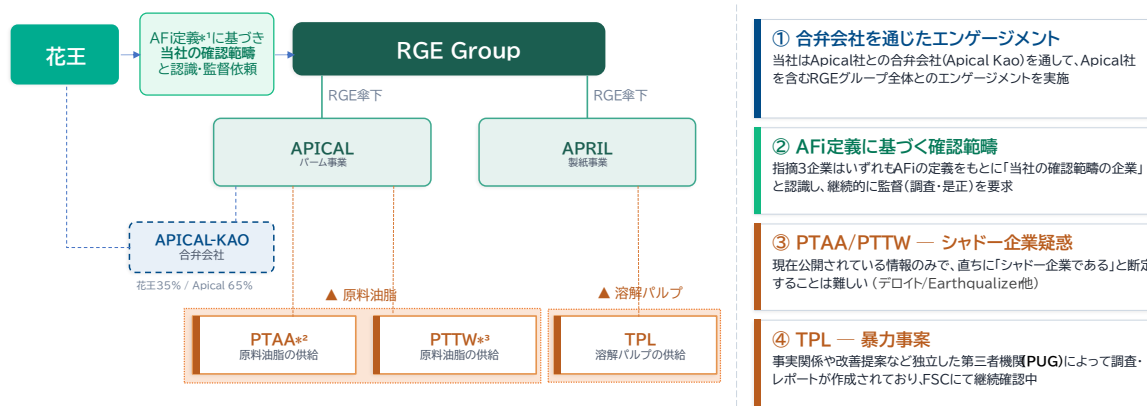 花王
AFi定義*1に基づき
当社の確認範疇
と認識・監督依頼
RGE Group
RGE傘下
RGE傘下
APICAL
パーム事業
APRIL
製紙事業
APICAL-KAO
合弁会社
花王35% / Apical 65%
▲ 原料油脂
▲ 溶解パルプ
PTAA*2
原料油脂の供給
PTTW*3
原料油脂の供給
TPL
溶解パルプの供給
① 合弁会社を通じたエンゲージメント
当社はApical社との合弁会社(Apical Kao)を通して、Apical社
を含むRGEグループ全体とのエンゲージメントを実施
② AFi定義に基づく確認範疇
指摘3企業はいずれもAFiの定義をもとに「当社の確認範疇の企業」
と認識し、継続的に監督(調査・是正)を要求
③ PTAA/PTTW — シャドー企業疑惑
現在公開されている情報のみで、直ちに「シャドー企業である」と断定
することは難しい (デロイト/Earthqualizer他)
④ TPL — 暴力事案
事実関係や改善提案など独立した第三者機関(PUG)によって調査・
レポートが作成されており、FSCにて継続確認中